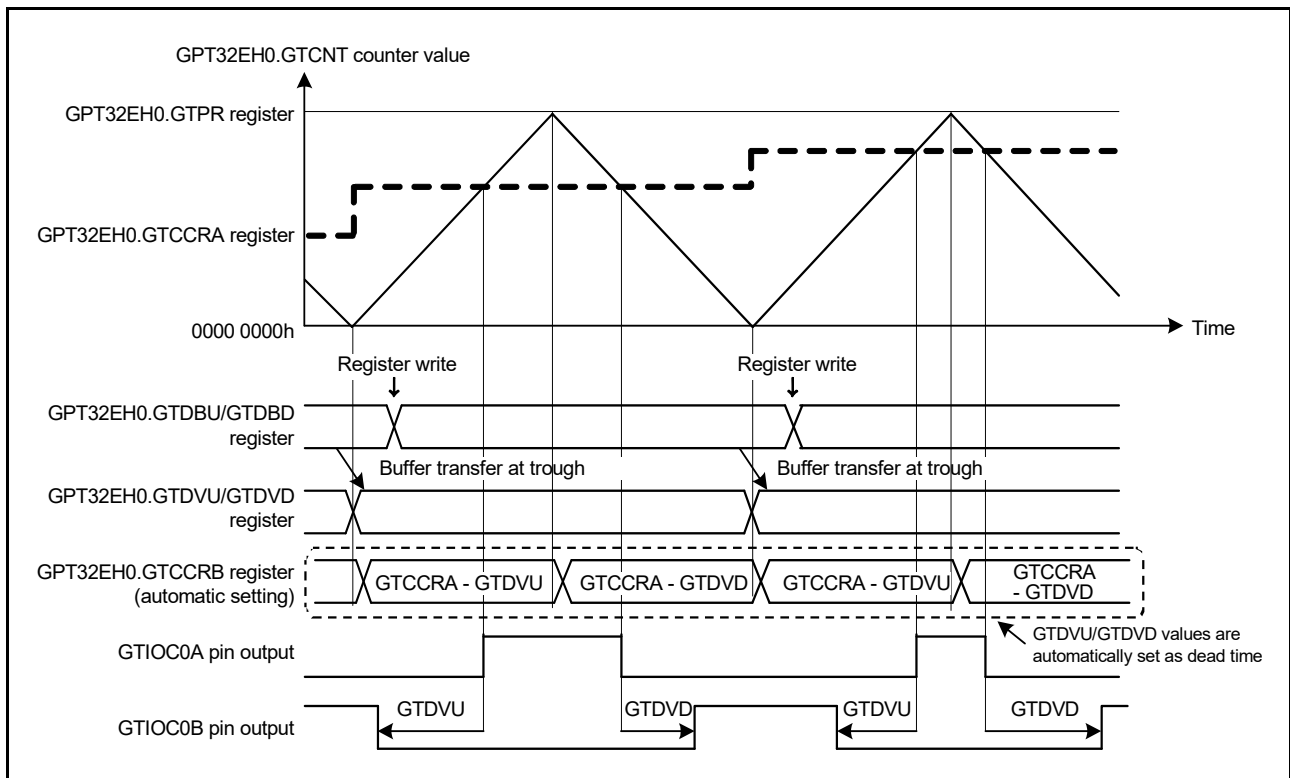 GPT32EH0.GTCNT counter value
GPT32EH0.GTPR register
GPT32EH0.GTCCRA register
0000 0000h
Time
Register write
Register write
GPT32EH0.GTDBU/GTDBD
register
Buffer transfer at trough
Buffer transfer at trough
GPT32EH0.GTDVU/GTDVD
register
GPT32EH0.GTCCRB register
(automatic setting)
GTCCRA - GTDVU
GTCCRA - GTDVD
GTCCRA - GTDVU
GTCCRA
- GTDVD
GTDVU/GTDVD values are
automatically set as dead time
GTIOC0A pin output
GTDVU
GTDVD
GTDVU
GTDVD
GTIOC0B pin output